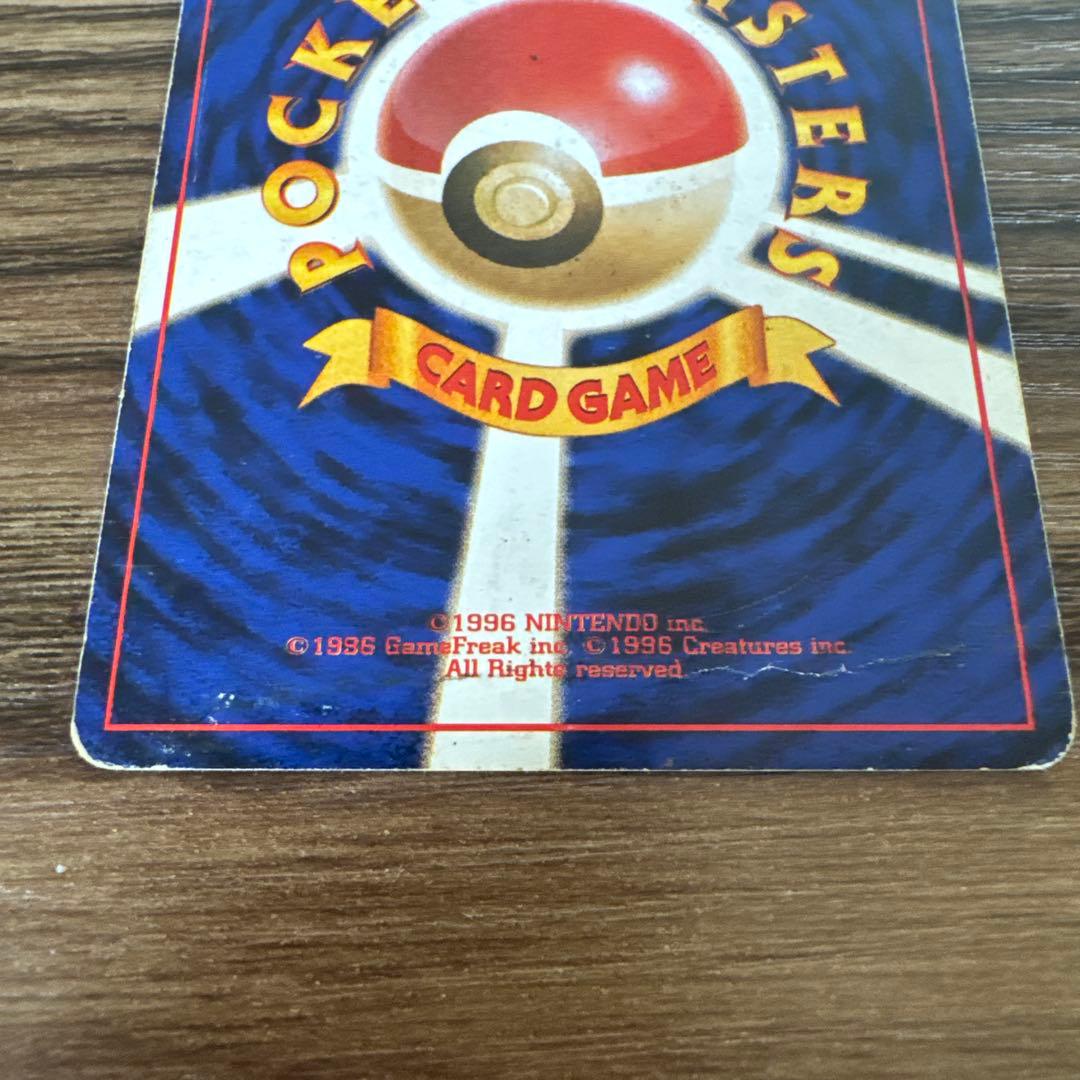 POCKE
STERS
CARD GAME
©1996 NINTENDO inc.
©1996 GameFreak inc. ©1996 Creatures inc.
All Rights reserved.